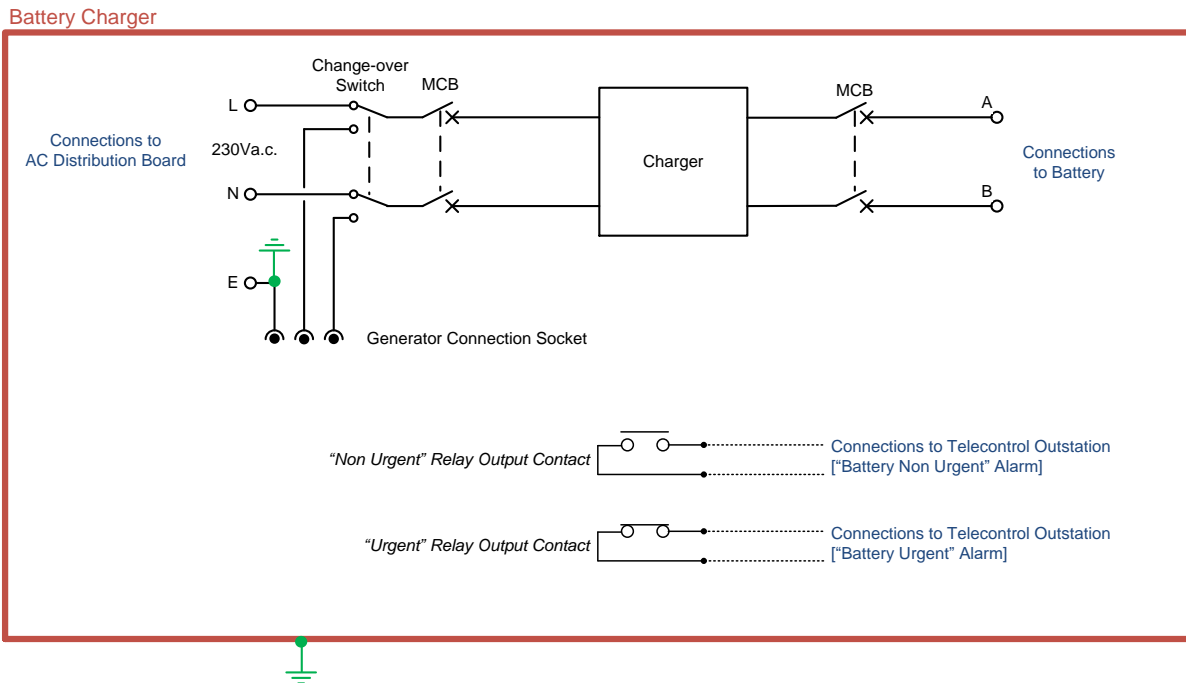 Battery Charger
Change-over
Switch
MCB
MCB
L
A
Connections to
AC Distribution Board
230Va.c.
Charger
Connections
to Battery
N
B
E
Generator Connection Socket
“Non Urgent” Relay Output Contact
Connections to Telecontrol Outstation
[“Battery Non Urgent” Alarm]
“Urgent” Relay Output Contact
Connections to Telecontrol Outstation
[“Battery Urgent” Alarm]